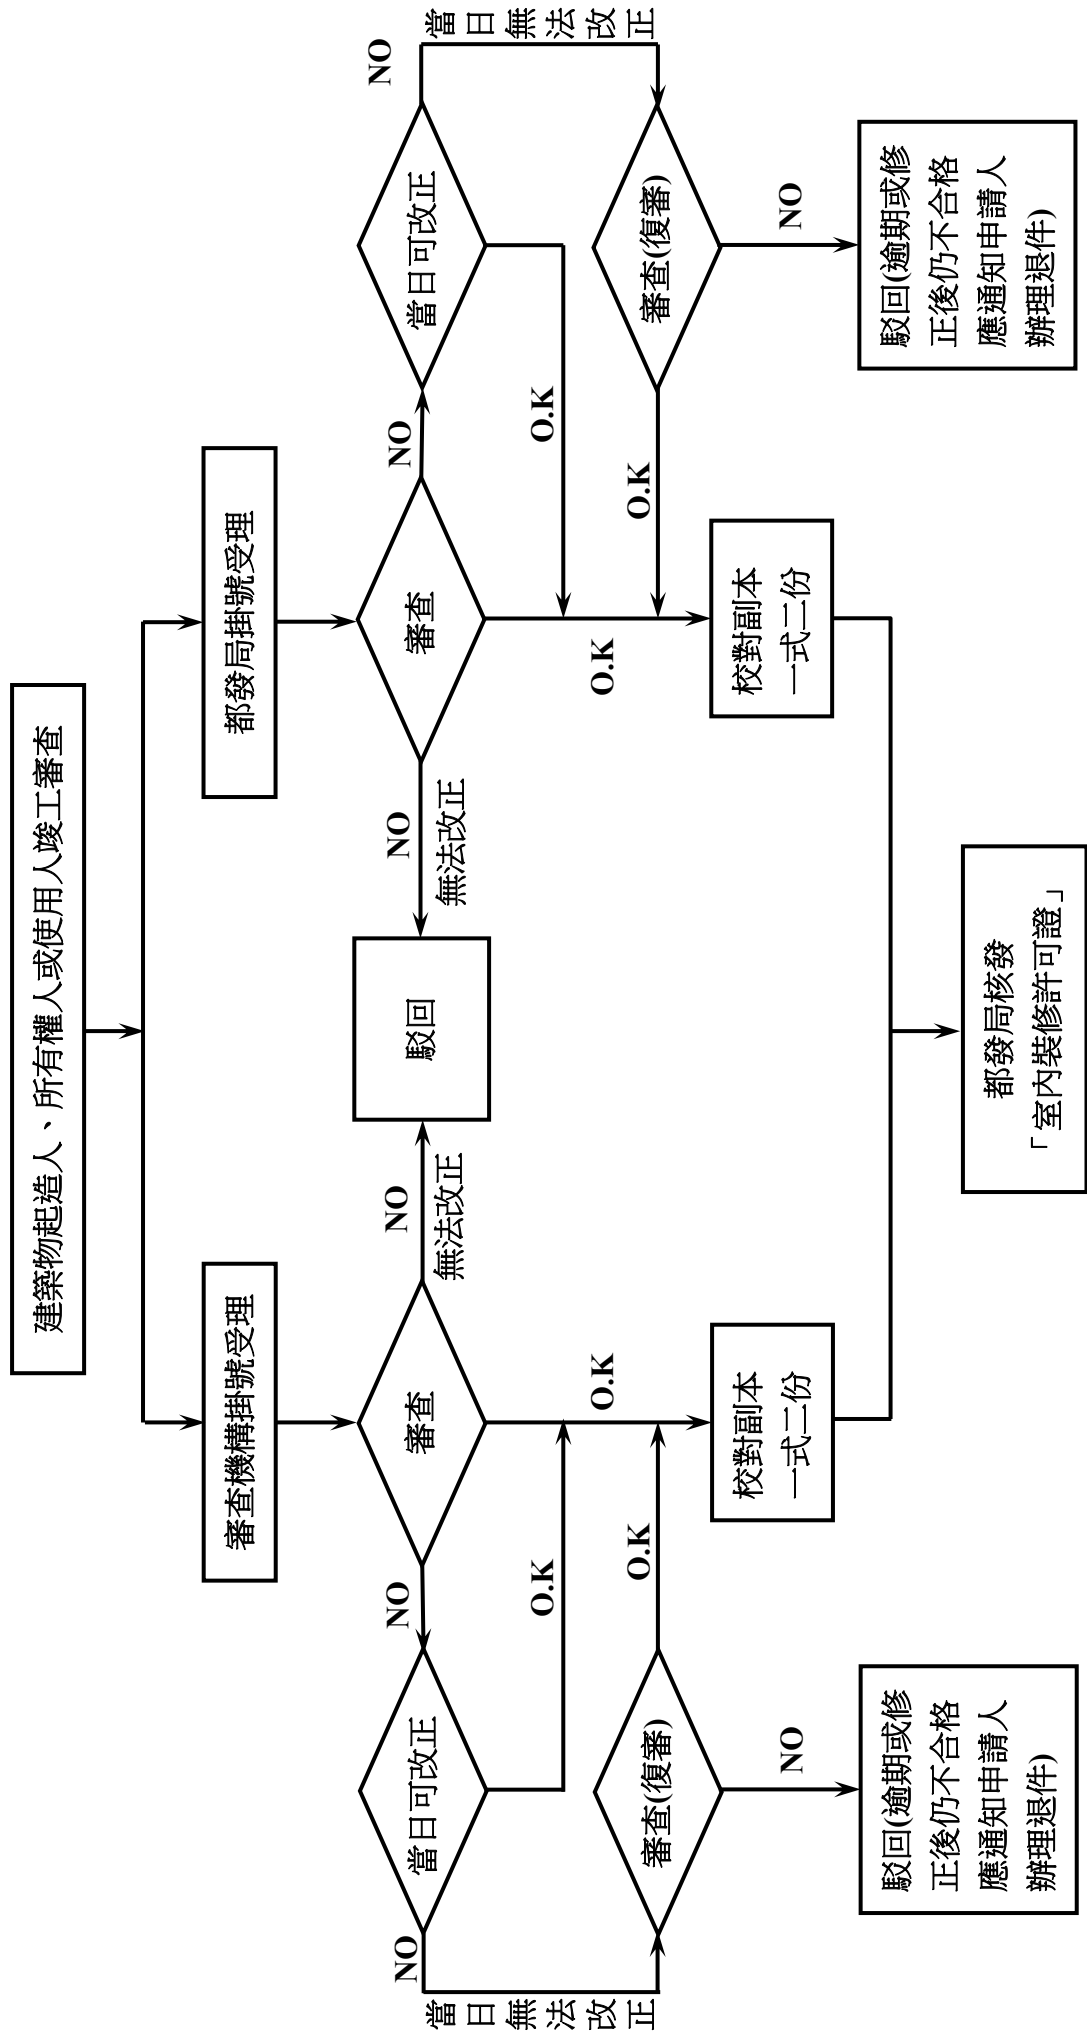 建築物起造人、所有權人或使用人竣工審查
審查機構掛號受理
都發局掛號受理
當日可改正
NO
審查
NO
無法改正
駁回
NO
無法改正
審查
NO
當日可改正
NO
當日無法改正
NO
當日無法改正
O.K
O.K
O.K
O.K
審查(復審)
O.K
O.K
審查(復審)
NO
NO
校對副本
一式二份
校對副本
一式二份
駁回(逾期或修
正後仍不合格
應通知申請人
辦理退件)
駁回(逾期或修
正後仍不合格
應通知申請人
辦理退件)
都發局核發
「室內裝修許可證」